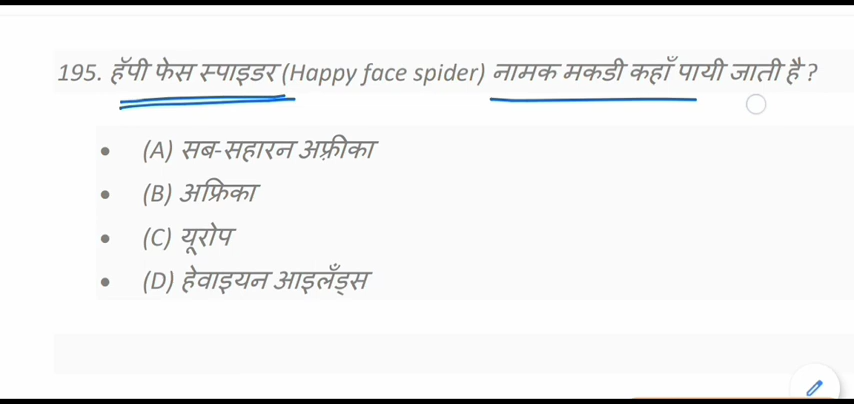 195. हॅपी फेस स्पाइडर (Happy face spider) नामक मकडी कहाँ पायी जाती है?
(A) सब-सहारन अफ़्रीका
(B) अफ्रिका
(C) यूरोप
(D) हेवाइयन आइलँड्स